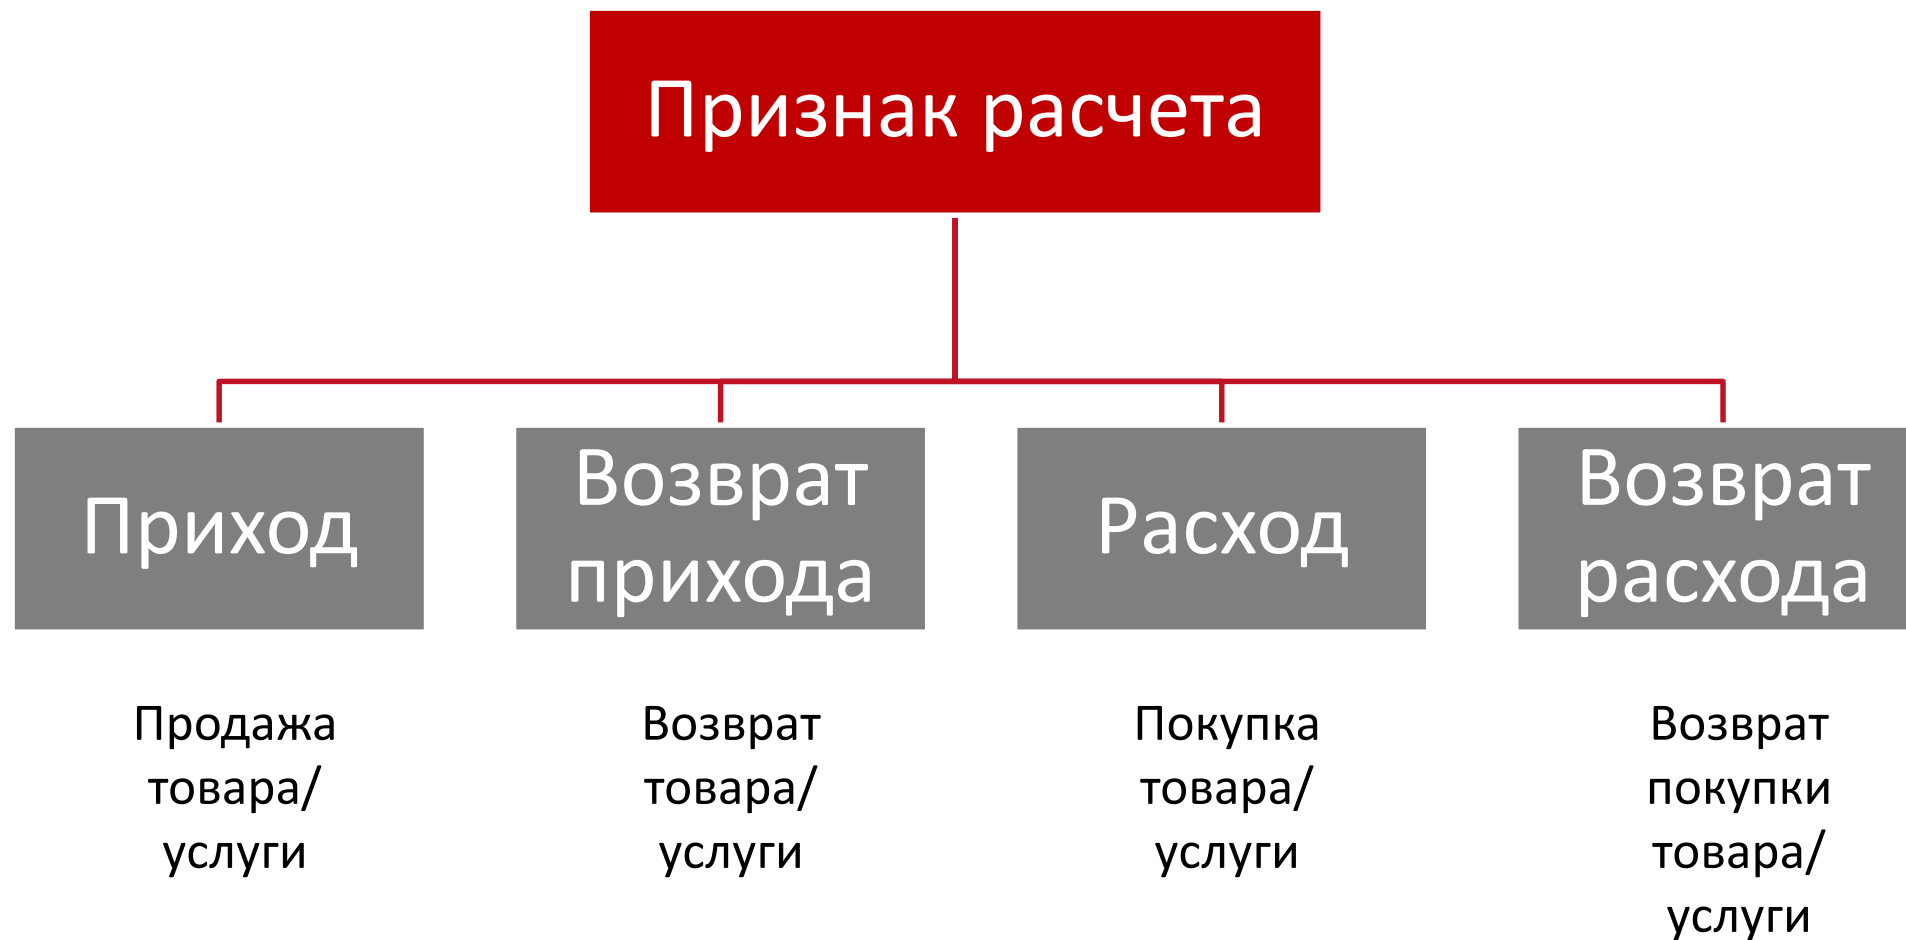 Признак расчета
Приход
Возврат
прихода
Расход
Возврат
расхода
Продажа
товара/
услуги
Возврат
товара/
услуги
Покупка
товара/
услуги
Возврат
покупки
товара/
услуги